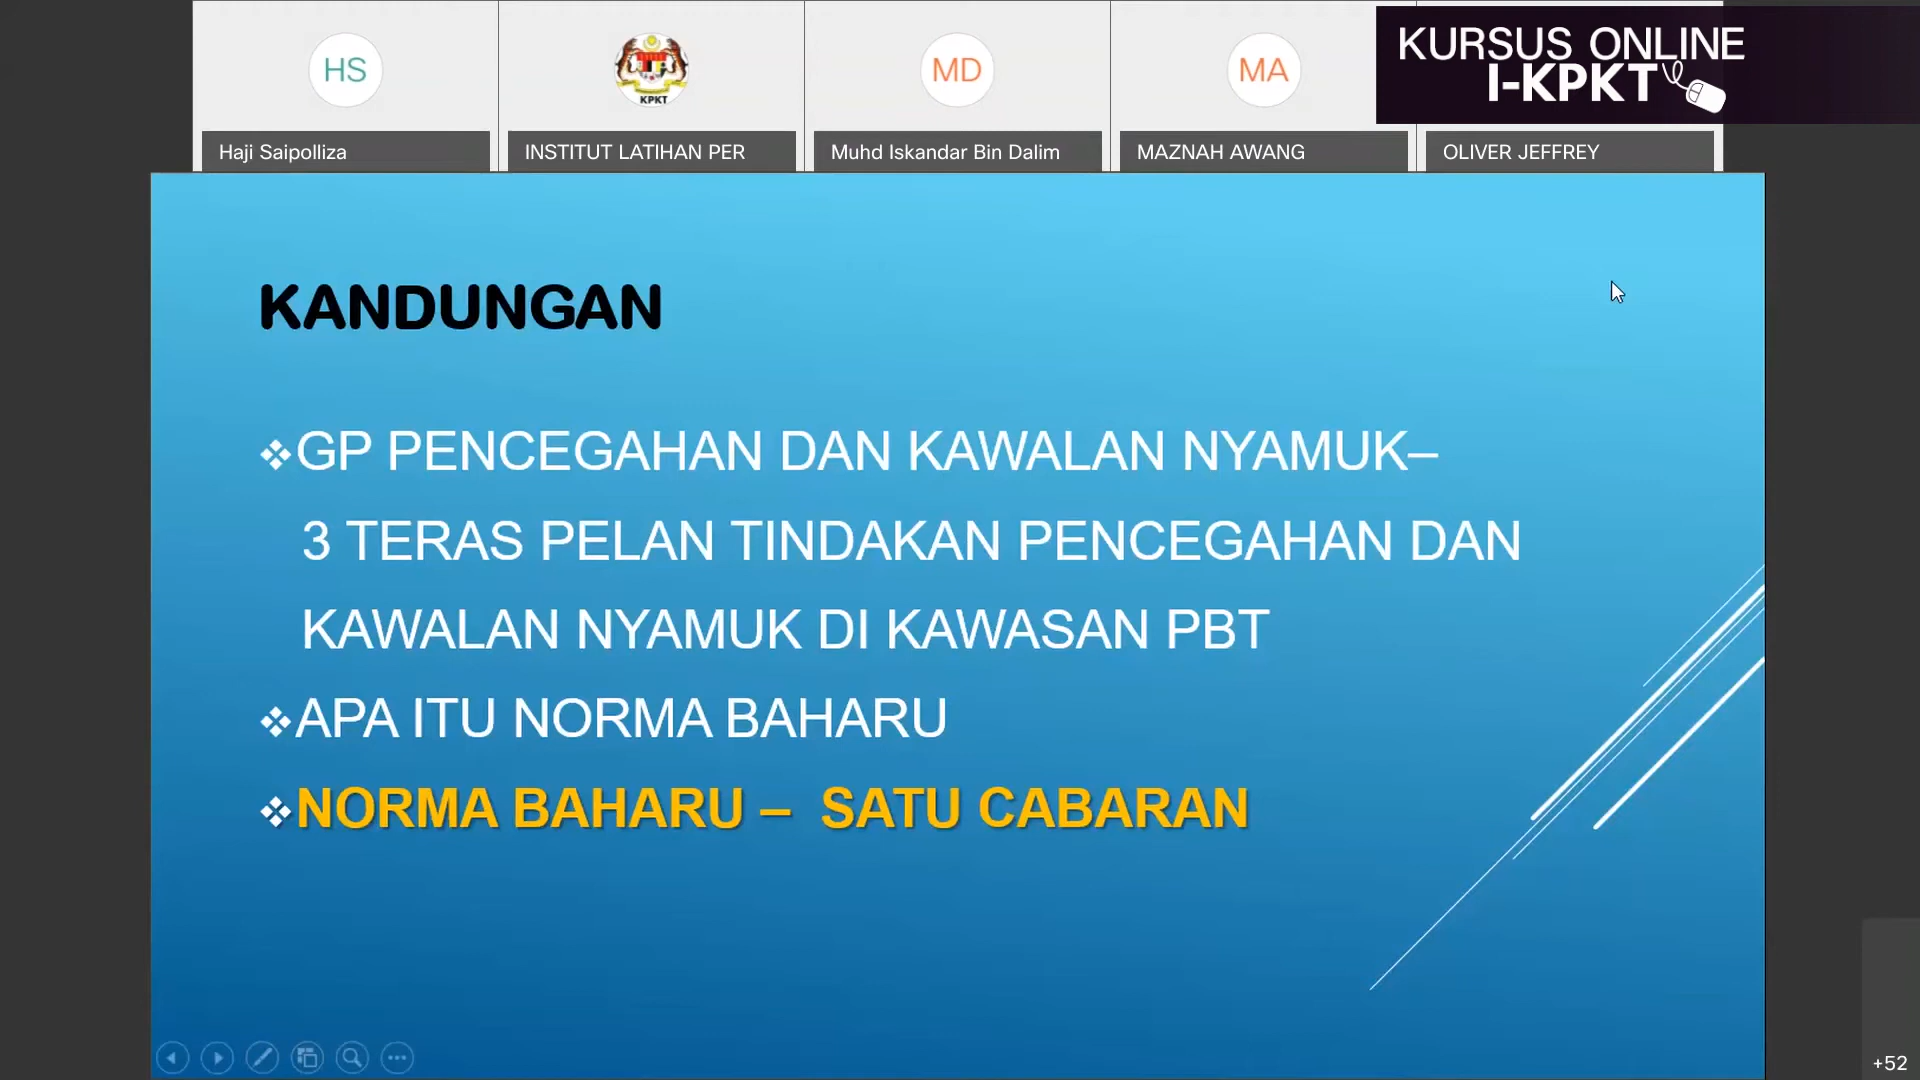 HS
KPKT
MD
MA
KURSUS ONLINE
I-KPKT
Haji Saipolliza
INSTITUT LATIHAN PER
Muhd Iskandar Bin Dalim
MAZNAH AWANG
OLIVER JEFFREY
KANDUNGAN
❖GP PENCEGAHAN DAN KAWALAN NYAMUK–
3 TERAS PELAN TINDAKAN PENCEGAHAN DAN
KAWALAN NYAMUK DI KAWASAN PBT
❖APA ITU NORMA BAHARU
❖NORMA BAHARU – SATU CABARAN
+52